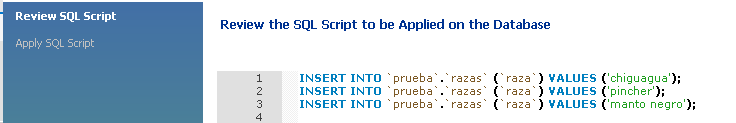 Review SQL Script
Apply SQL Script
Review the SQL Script to be Applied on the Database
1 INSERT INTO `prueba`.`razas` (`raza`) VALUES ('chiguagua');
2 INSERT INTO `prueba`.`razas` (`raza`) VALUES ('pincher');
3 INSERT INTO `prueba`.`razas` (`raza`) VALUES ('manto negro');
4